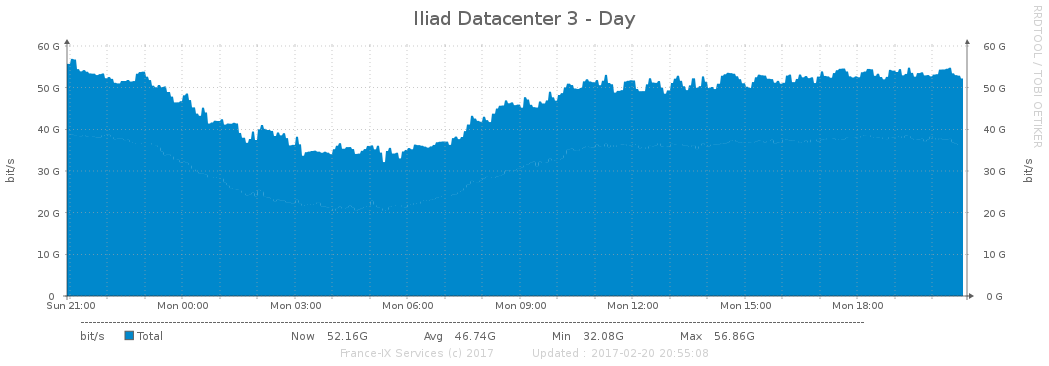 Iliad Datacenter 3 - Day
RRDTOOL / TOBI OETIKER
60 G 60 G
50 G 50 G
40 G 40 G
30 G 30 G
20 G 20 G
10 G 10 G
0 0 G
bit/s bit/s
Sun 21:00 Mon 00:00 Mon 03:00 Mon 06:00 Mon 09:00 Mon 12:00 Mon 15:00 Mon 18:00
bit/s Total Now 52.16G Avg 46.74G Min 32.08G Max 56.86G
France-IX Services (c) 2017 Updated : 2017-02-20 20:55:08